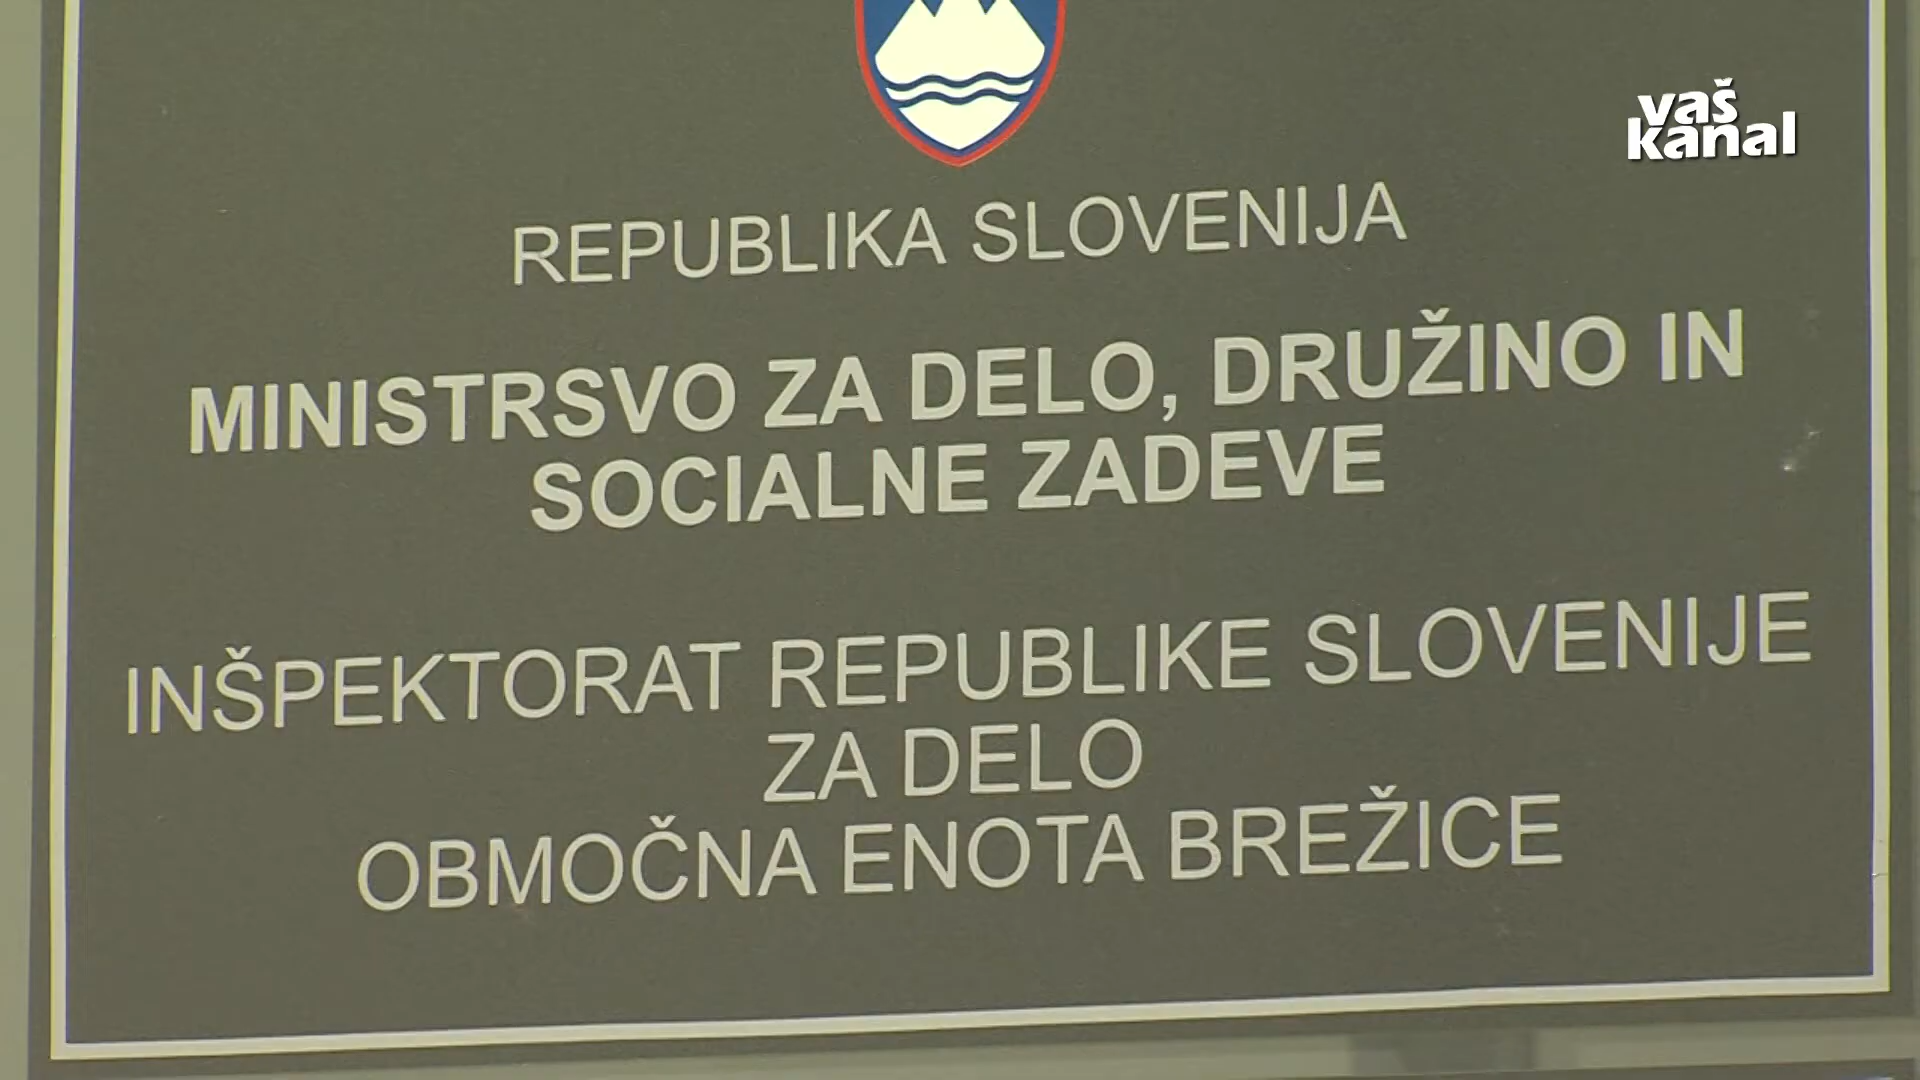 vaš
kanal
REPUBLIKA SLOVENIJA
MINISTRSVO ZA DELO, DRUŽINO IN
SOCIALNE ZADEVE
INŠPEKTORAT REPUBLIKE SLOVENIJE
ZA DELO
OBMOČNA ENOTA BREŽICE